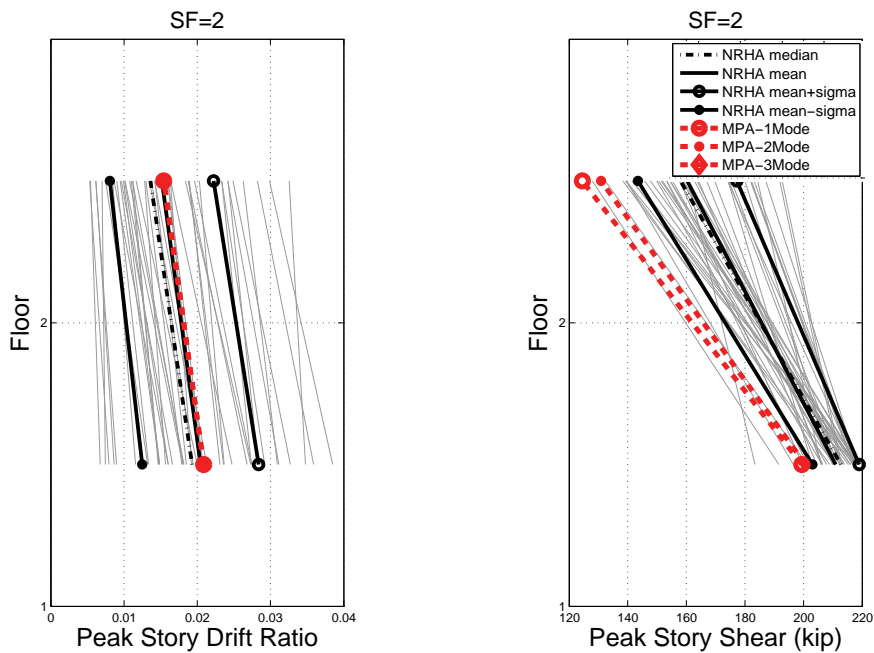 SF=2
Floor
2
1
0
0.01
0.02
0.03
0.04
Peak Story Drift Ratio
SF=2
NRHA median
NRHA mean
NRHA mean+sigma
NRHA mean−sigma
MPA−1Mode
MPA−2Mode
MPA−3Mode
Floor
2
1
120
140
160
180
200
220
Peak Story Shear (kip)